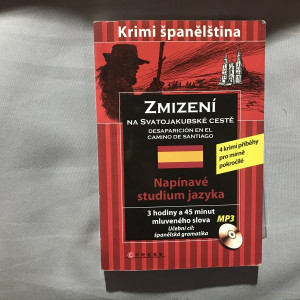 Krimi španělština
ZMIZENÍ
NA SVATOJAKUBSKÉ CESTĚ
DESAPARICIÓN EN EL
CAMINO DE SANTIAGO
4 krimi příběhy
pro mírně
pokročilé
Napínavé
studium jazyka
3 hodiny a 45 minut
mluveného slova
MP3
Učební cíl:
španělská gramatika
CPRESS